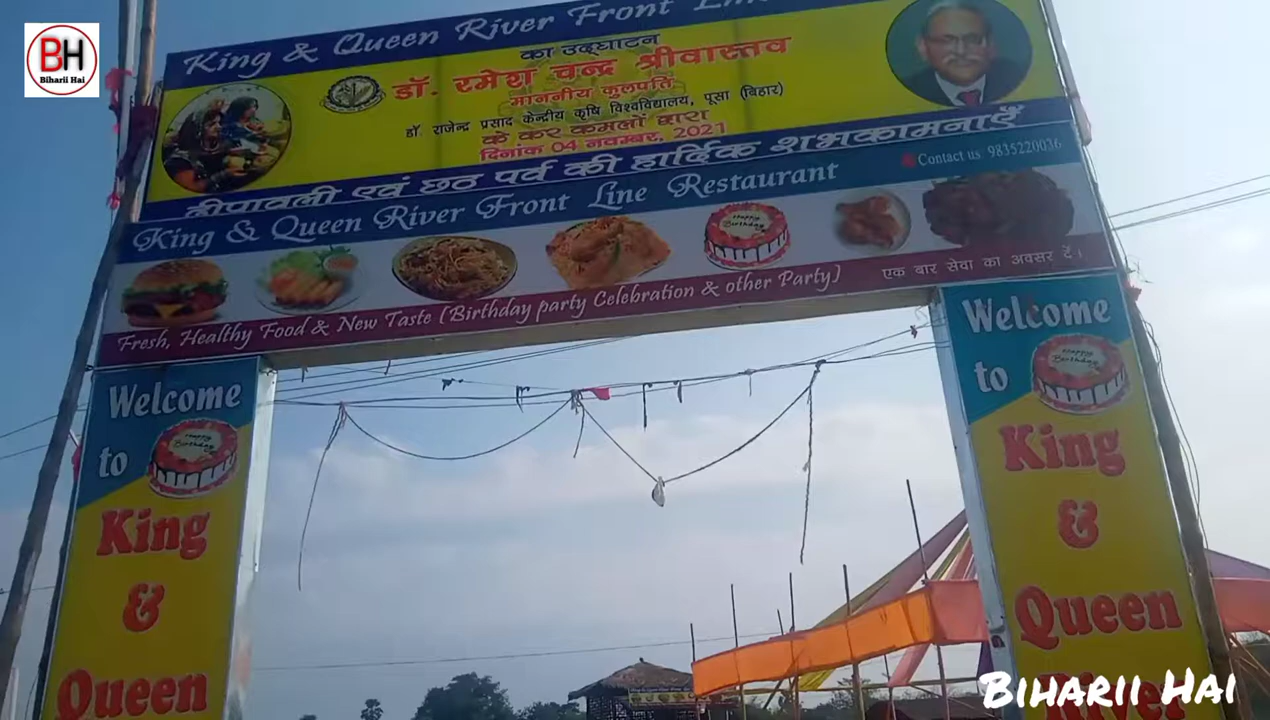 BH
Biharii Hai
King & Queen River Front Line
का उद्घाटन
डॉ. रमेश चन्द्र श्रीवास्तव
माननीय कुलपति
डॉ राजेन्द्र प्रसाद केन्द्रीय कृषि विश्वविद्यालय, पूसा (बिहार)
के कर कमलों द्वारा
दिनांक 04 नवम्बर, 2021
दीपावली एवं छठ पर्व की हार्दिक शुभकामनाएँ
Contact us 9835220036
King & Queen River Front Line Restaurant
Happy Birthday
Fresh, Healthy Food & New Taste (Birthday party Celebration & other Party)
एक बार सेवा का अवसर दें।
Welcome
to
Happy Birthday
King
&
Queen
Welcome
to
Happy Birthday
King
&
Queen
River
Biharii Hai